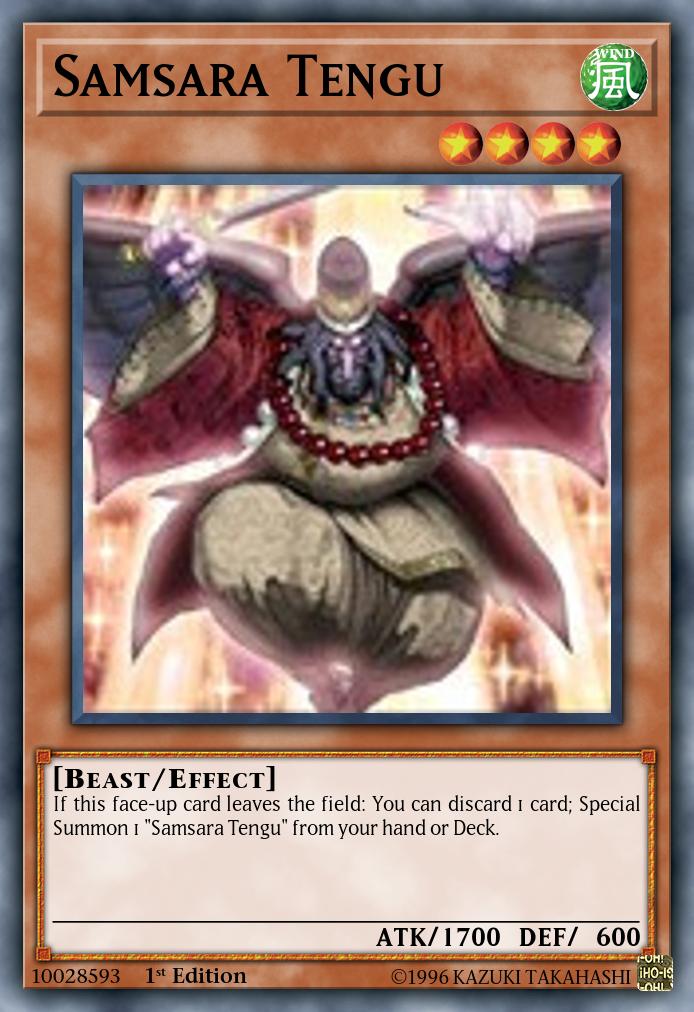 Samsara Tengu
WIND
風
[Beast/Effect]
If this face-up card leaves the field: You can discard 1 card; Special
Summon 1 "Samsara Tengu" from your hand or Deck.
ATK/1700 DEF/ 600
10028593 1st Edition ©1996 KAZUKI TAKAHASHI